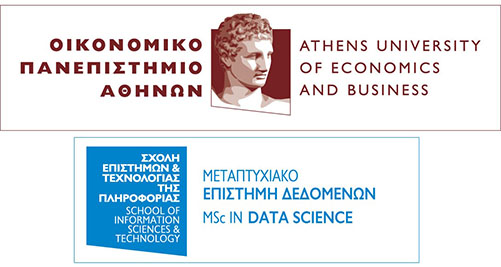 ΟΙΚΟΝΟΜΙΚΟ
ΠΑΝΕΠΙΣΤΗΜΙΟ
ΑΘΗΝΩΝ
ATHENS UNIVERSITY
OF ECONOMICS
AND BUSINESS
ΣΧΟΛΗ
ΕΠΙΣΤΗΜΩΝ &
ΤΕΧΝΟΛΟΓΙΑΣ
ΤΗΣ
ΠΛΗΡΟΦΟΡΙΑΣ
SCHOOL OF
INFORMATION
SCIENCES &
TECHNOLOGY
ΜΕΤΑΠΤΥΧΙΑΚΟ
ΕΠΙΣΤΗΜΗ ΔΕΔΟΜΕΝΩΝ
MSc IN DATA SCIENCE